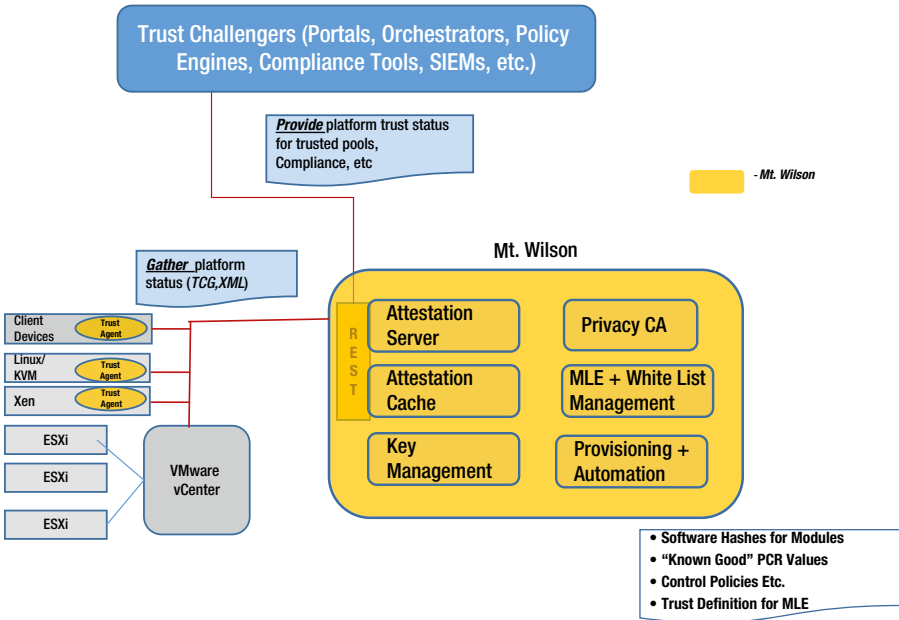 Trust Challengers (Portals, Orchestrators, Policy
Engines, Compliance Tools, SIEMs, etc.)
Provide platform trust status
for trusted pools,
Compliance, etc
- Mt. Wilson
Mt. Wilson
Gather platform
status (TCG,XML)
Client
Devices
Trust
Agent
Linux/
KVM
Trust
Agent
Xen
Trust
Agent
ESXi
ESXi
ESXi
VMware
vCenter
R
E
S
T
Attestation
Server
Attestation
Cache
Key
Management
Privacy CA
MLE + White List
Management
Provisioning +
Automation
• Software Hashes for Modules
• “Known Good” PCR Values
• Control Policies Etc.
• Trust Definition for MLE